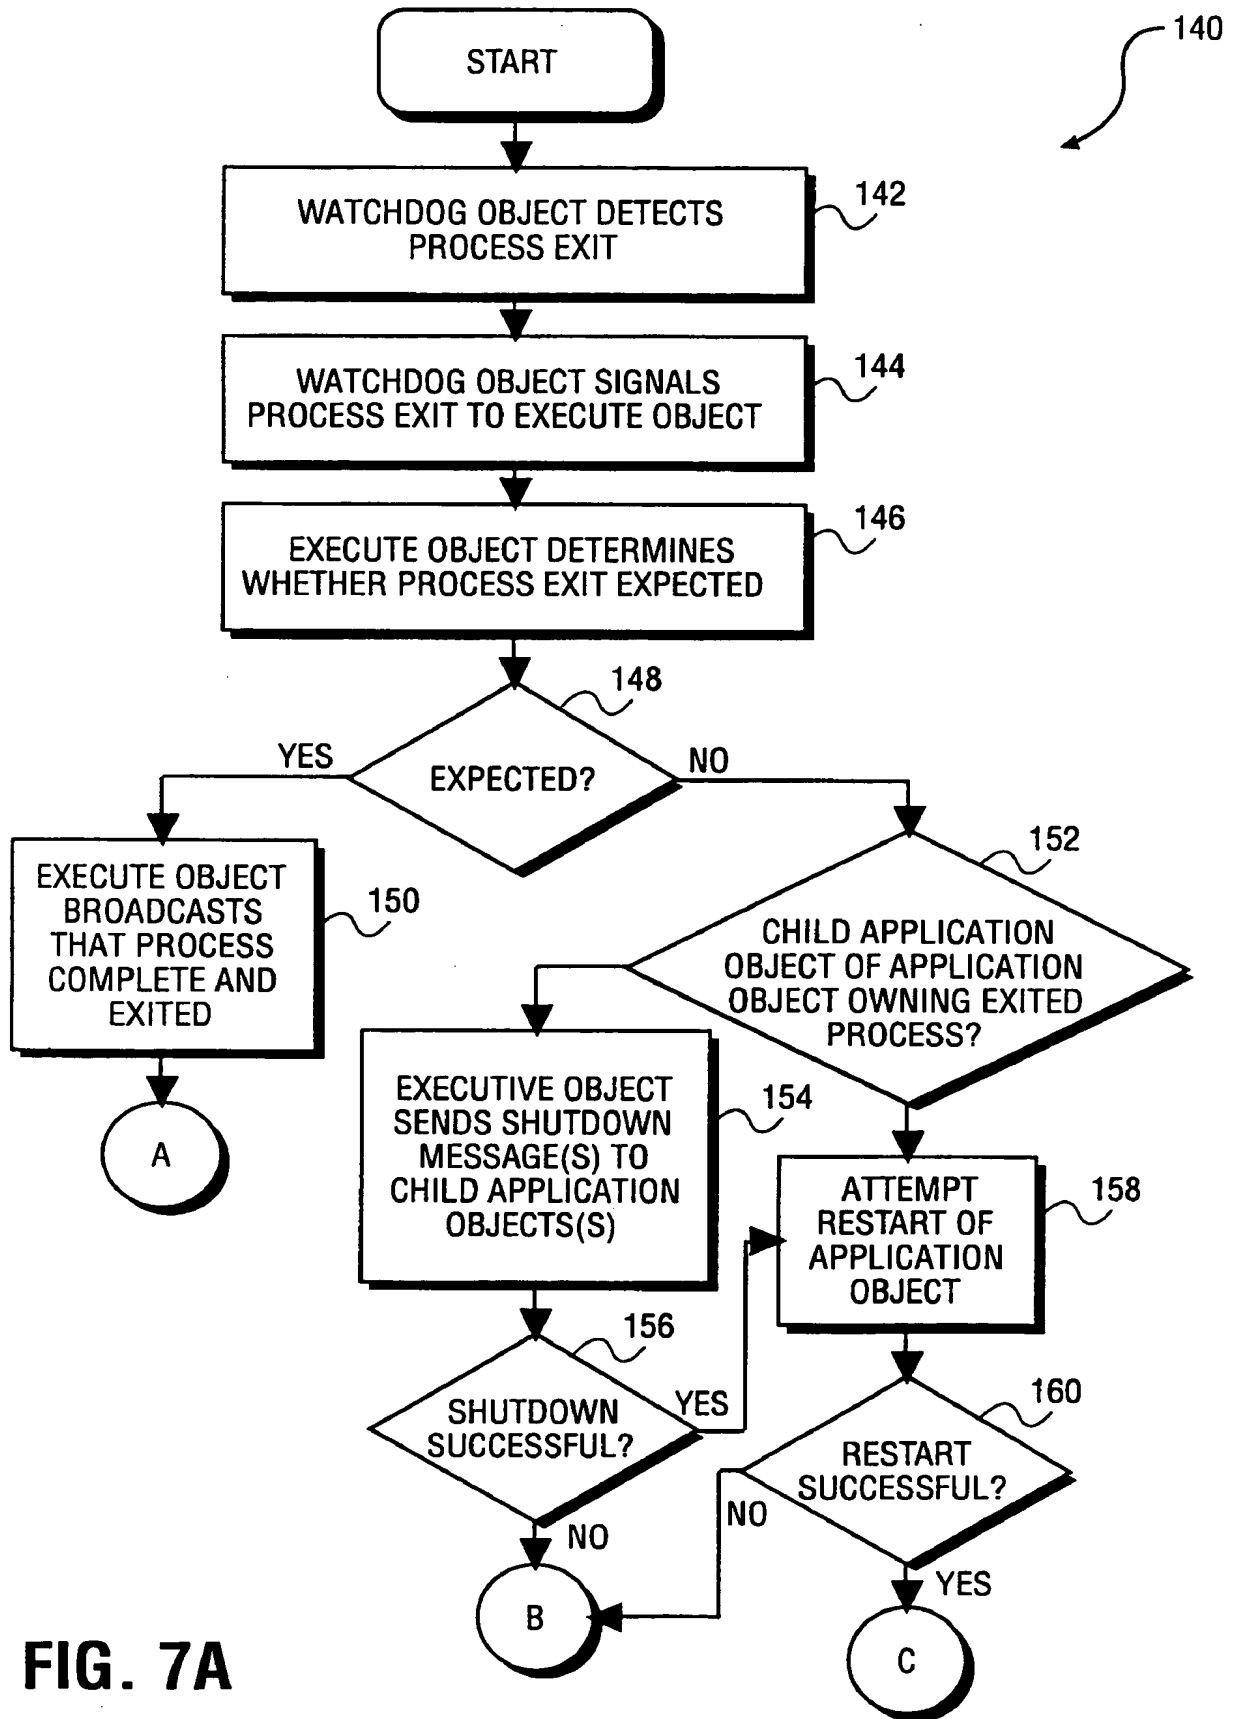 140
START
142
WATCHDOG OBJECT DETECTS
PROCESS EXIT
144
WATCHDOG OBJECT SIGNALS
PROCESS EXIT TO EXECUTE OBJECT
146
EXECUTE OBJECT DETERMINES
WHETHER PROCESS EXIT EXPECTED
148
YES
EXPECTED?
NO
152
EXECUTE OBJECT
BROADCASTS
THAT PROCESS
COMPLETE AND
EXITED
150
CHILD APPLICATION
OBJECT OF APPLICATION
OBJECT OWNING EXITED
PROCESS?
A
EXECUTIVE OBJECT
SENDS SHUTDOWN
MESSAGE(S) TO
CHILD APPLICATION
OBJECTS(S)
154
ATTEMPT
RESTART OF
APPLICATION
OBJECT
158
156
SHUTDOWN
SUCCESSFUL?
YES
160
RESTART
SUCCESSFUL?
NO
NO
YES
B
C
FIG. 7A